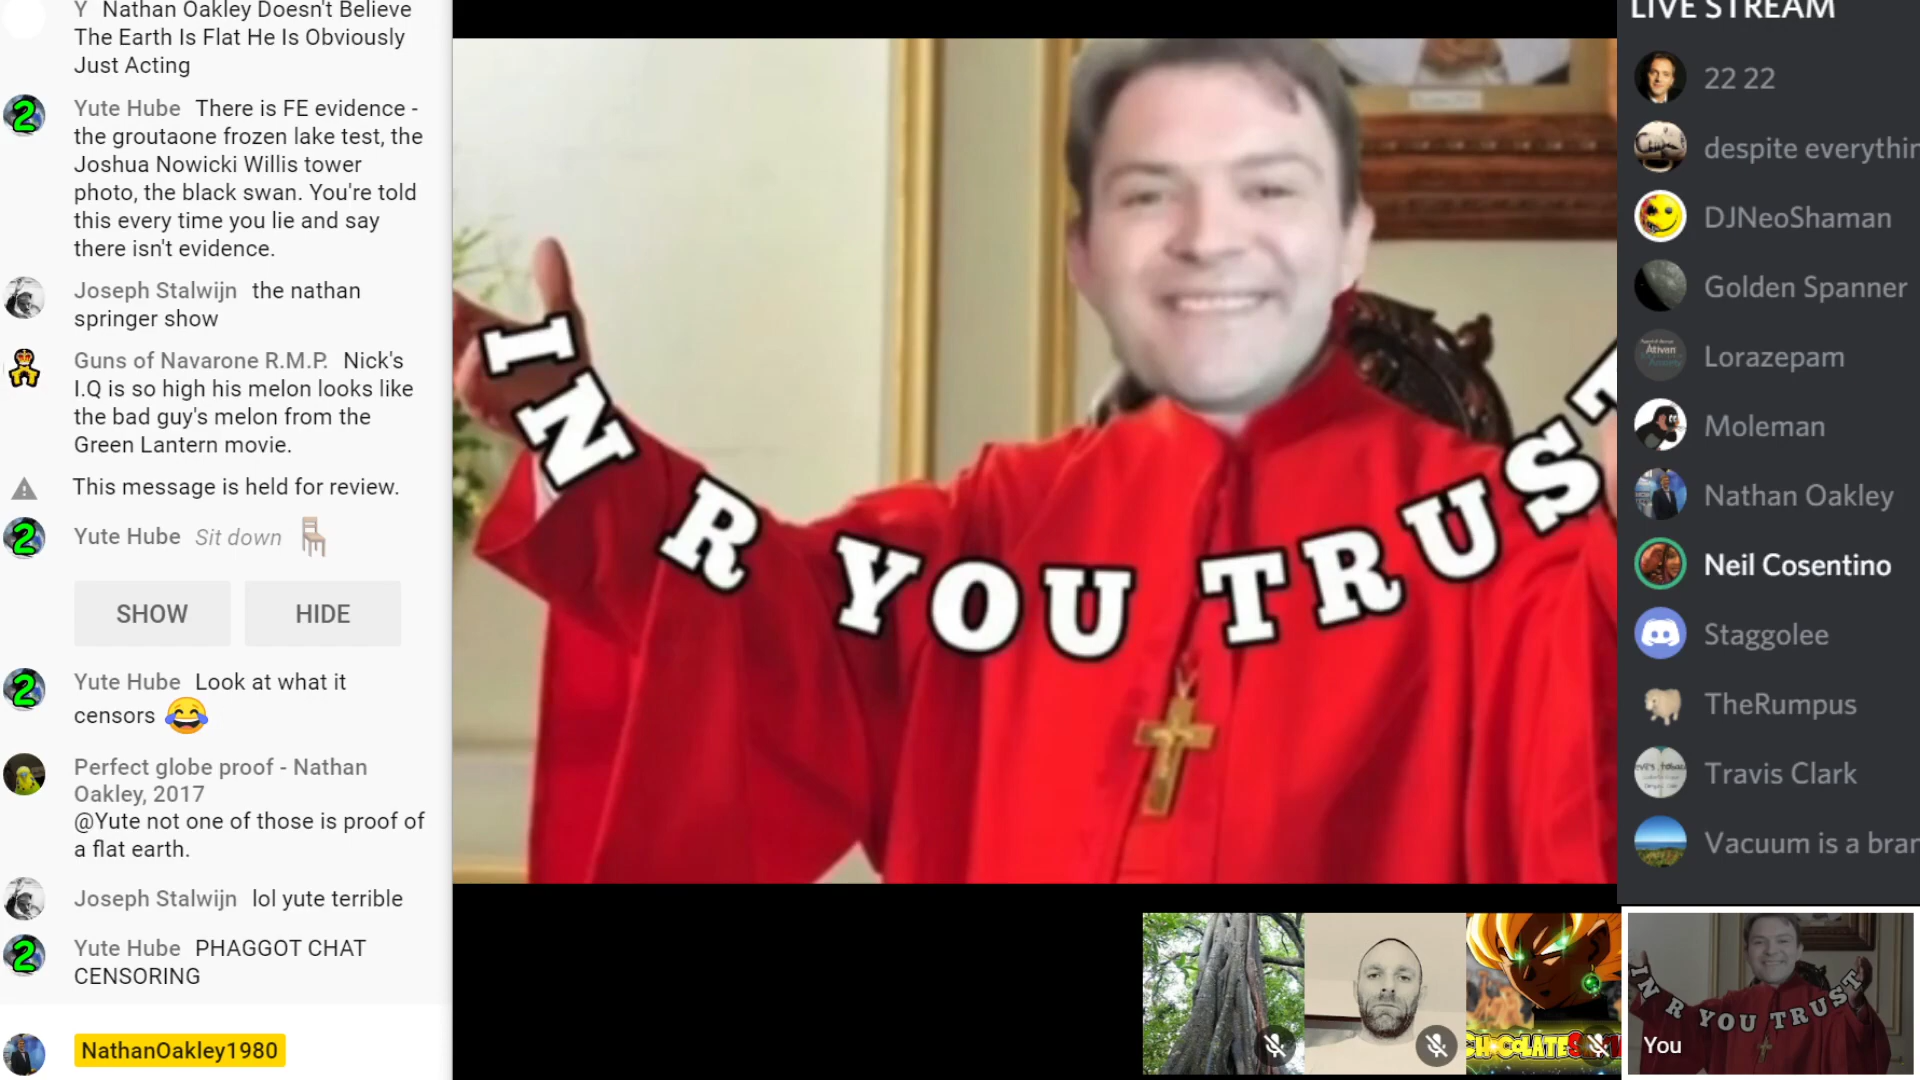 Y Nathan Oakley Doesn't Believe
The Earth Is Flat He Is Obviously
Just Acting
Yute Hube There is FE evidence -
the groutaone frozen lake test, the
Joshua Nowicki Willis tower
photo, the black swan. You're told
this every time you lie and say
there isn't evidence.
Joseph Stalwijn the nathan
springer show
Guns of Navarone R.M.P. Nick's
I.Q is so high his melon looks like
the bad guy's melon from the
Green Lantern movie.
This message is held for review.
Yute Hube Sit down
SHOW HIDE
Yute Hube Look at what it
censors
Perfect globe proof - Nathan
Oakley, 2017
@Yute not one of those is proof of
a flat earth.
Joseph Stalwijn lol yute terrible
Yute Hube PHAGGOT CHAT
CENSORING
NathanOakley1980
IN R YOU TRUST
LIVE STREAM
22 22
despite everythin
DJNeoShaman
Golden Spanner
Ativan
Lorazepam
Moleman
Nathan Oakley
Neil Cosentino
Staggolee
TheRumpus
Travis Clark
Vacuum is a bran
CHOCOLATE
IN R YOU TRUST
You